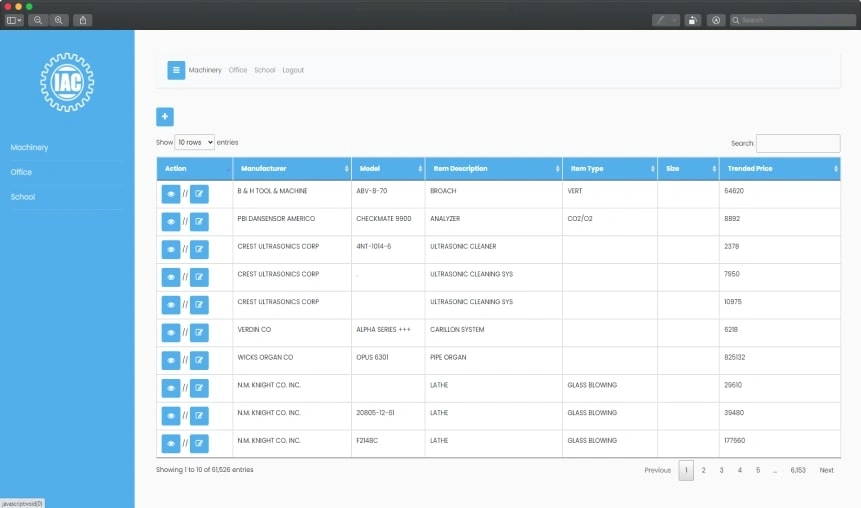 Search
IAC
Machinery Office School Logout
Machinery
Office
School
Show 10 rows entries
Search:
Action Manufacturer Model Item Description Item Type Size Trended Price
// B & H TOOL & MACHINE ABV-8-70 BROACH VERT 64620
// PBI DANSENSOR AMERICO CHECKMATE 9900 ANALYZER CO2/O2 8892
// CREST ULTRASONICS CORP 4NT-1014-6 ULTRASONIC CLEANER 2378
// CREST ULTRASONICS CORP . ULTRASONIC CLEANING SYS 7950
// CREST ULTRASONICS CORP ULTRASONIC CLEANING SYS 10975
// VERDIN CO ALPHA SERIES +++ CARILLON SYSTEM 6218
// WICKS ORGAN CO OPUS 6301 PIPE ORGAN 825132
// N.M. KNIGHT CO. INC. LATHE GLASS BLOWING 29610
// N.M. KNIGHT CO. INC. 20805-12-61 LATHE GLASS BLOWING 39480
// N.M. KNIGHT CO. INC. F2148C LATHE GLASS BLOWING 177660
Showing 1 to 10 of 61,526 entries
Previous 1 2 3 4 5 ... 6,153 Next
javascript:void(0)